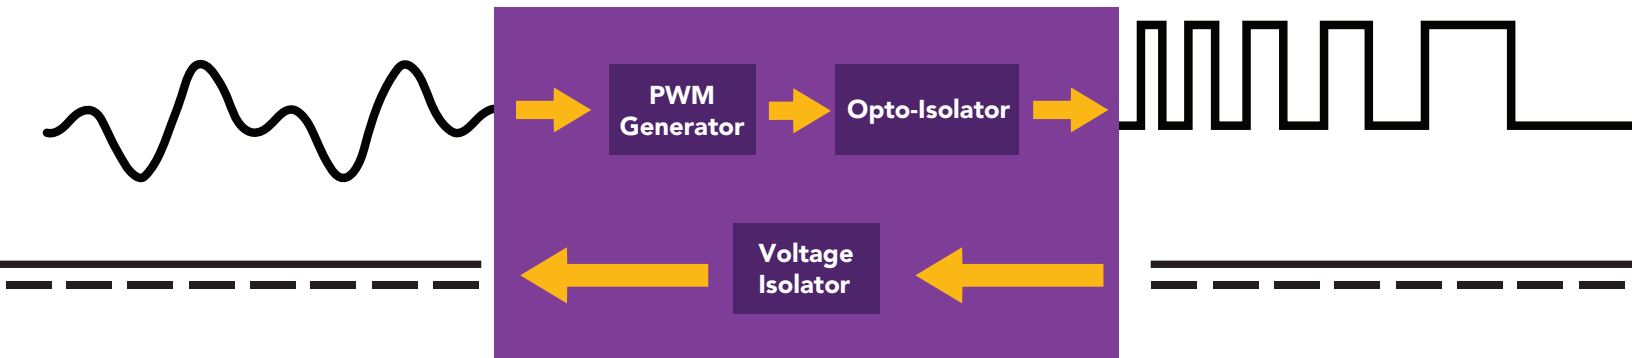 PWM
Generator
Opto-Isolator
Voltage
Isolator